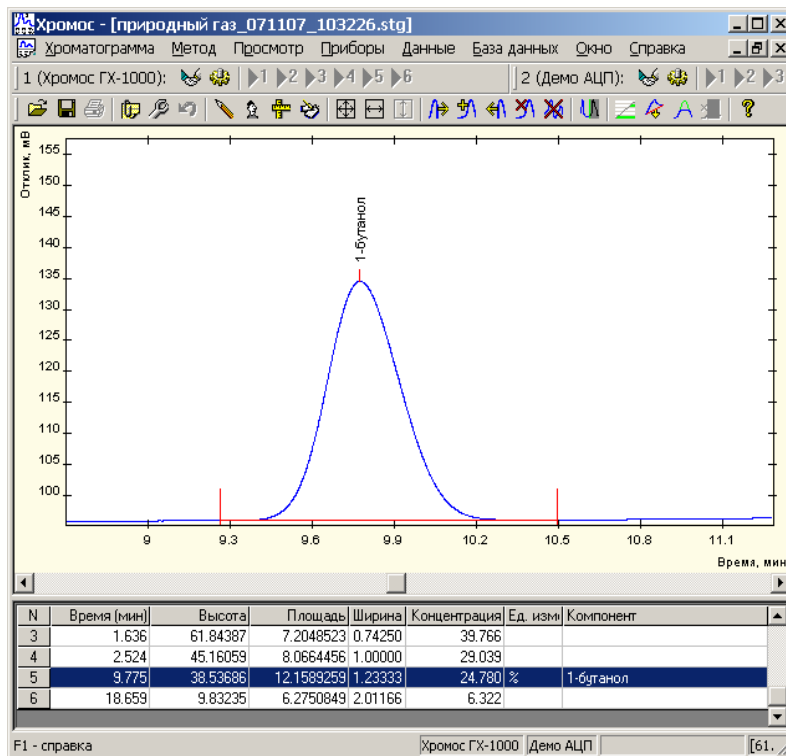 Хромос - [природный газ_071107_103226.stg]
Хроматограмма Метод Просмотр Приборы Данные База данных Окно Справка
1 (Хромос ГХ-1000): 1 2 3 4 5 6 2 (Демо АЦП): 1 2 3
Отклик, мВ
155
150
145
140
135
130
125
120
115
110
105
100
1-бутанол
9 9.3 9.6 9.9 10.2 10.5 10.8 11.1
Время, мин
N Время (мин) Высота Площадь Ширина Концентрация Ед. изм Компонент
3 1.636 61.84387 7.2048523 0.74250 39.766
4 2.524 45.16059 8.0664456 1.00000 29.039
5 9.775 38.53686 12.1589259 1.23333 24.780 % 1-бутанол
6 18.659 9.83235 6.2750849 2.01166 6.322
F1 - справка Хромос ГХ-1000 Демо АЦП [61.